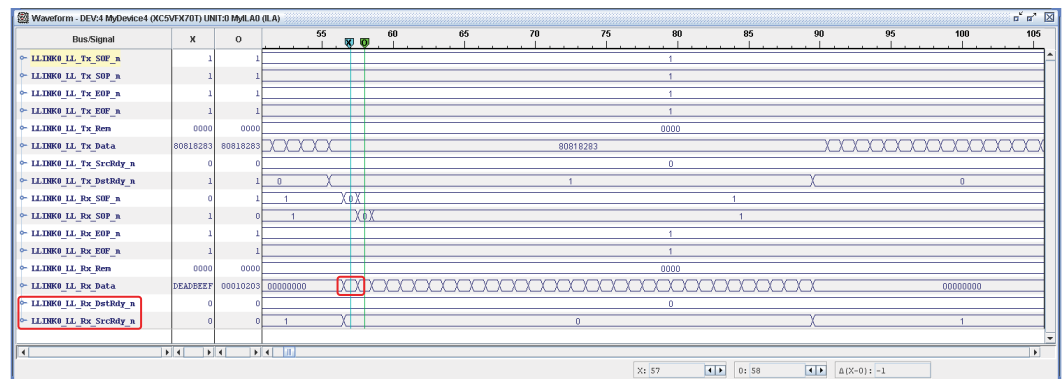 Waveform - DEV:4 MyDevice4 (XC5VFX70T) UNIT:0 MyILA0 (ILA)
Bus/Signal X O 55 60 65 70 75 80 85 90 95 100 105
X O
LLINK0_LL_Tx_SOF_n 1 1 1
LLINK0_LL_Tx_SOP_n 1 1 1
LLINK0_LL_Tx_EOP_n 1 1 1
LLINK0_LL_Tx_EOF_n 1 1 1
LLINK0_LL_Tx_Rem 0000 0000 0000
LLINK0_LL_Tx_Data 80818283 80818283 80818283
LLINK0_LL_Tx_SrcRdy_n 0 0 0
LLINK0_LL_Tx_DstRdy_n 1 1 0 1 0
LLINK0_LL_Rx_SOF_n 0 1 1 0 1
LLINK0_LL_Rx_SOP_n 1 0 1 0 1
LLINK0_LL_Rx_EOP_n 1 1 1
LLINK0_LL_Rx_EOF_n 1 1 1
LLINK0_LL_Rx_Rem 0000 0000 0000
LLINK0_LL_Rx_Data DEADBEEF 00010203 00000000 00000000
LLINK0_LL_Rx_DstRdy_n 0 0 0
LLINK0_LL_Rx_SrcRdy_n 0 0 1 0 1
X: 57 O: 58 Δ(X-O): -1